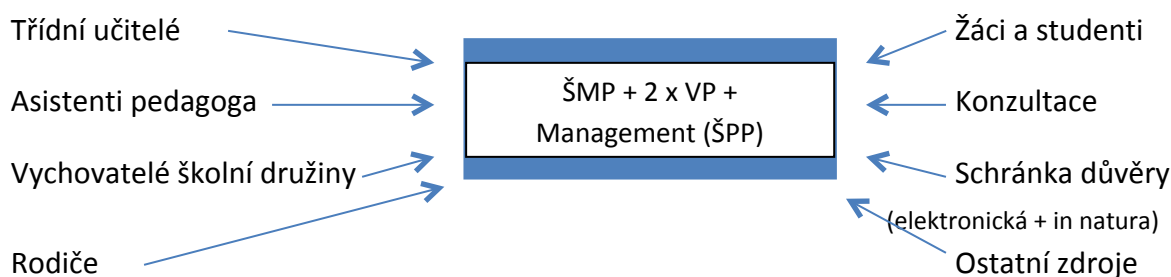 Třídní učitelé
Asistenti pedagoga
Vychovatelé školní družiny
Rodiče
ŠMP + 2 x VP +
Management (ŠPP)
Žáci a studenti
Konzultace
Schránka důvěry
(elektronická + in natura)
Ostatní zdroje